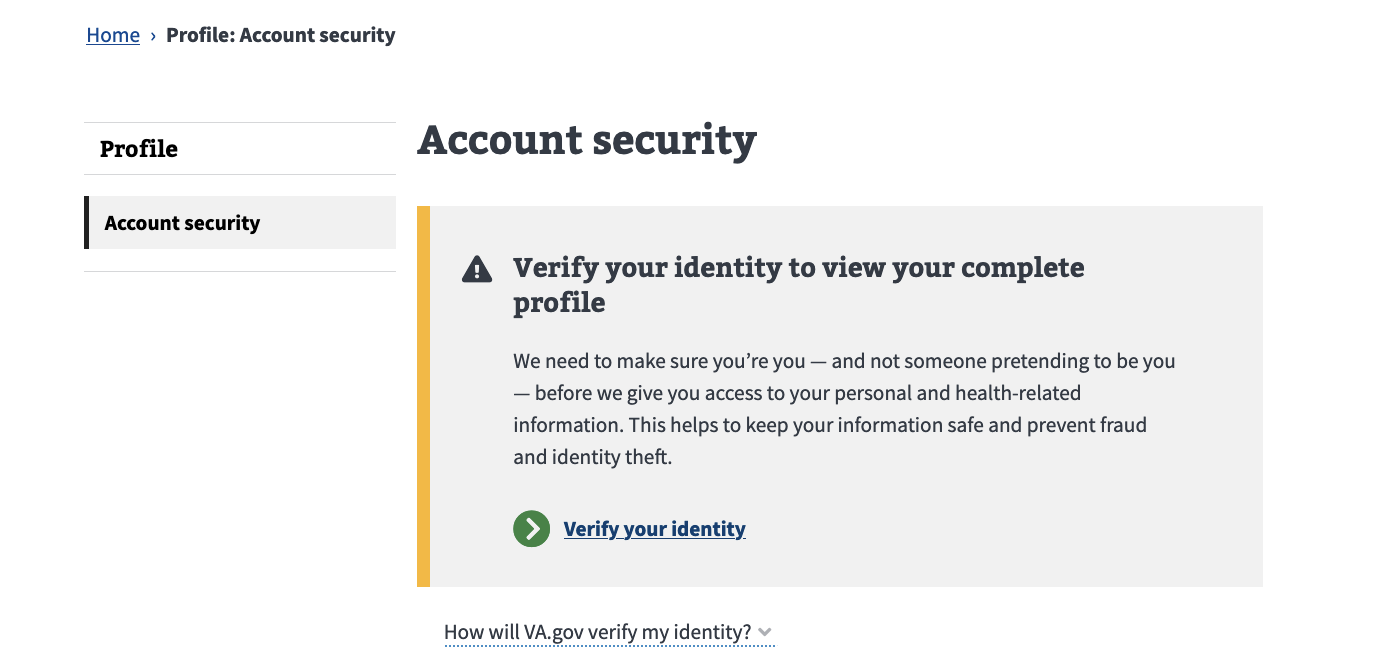 Home › Profile: Account security
Profile
Account security
Account security
Verify your identity to view your complete
profile
We need to make sure you’re you — and not someone pretending to be you
— before we give you access to your personal and health-related
information. This helps to keep your information safe and prevent fraud
and identity theft.
Verify your identity
How will VA.gov verify my identity?